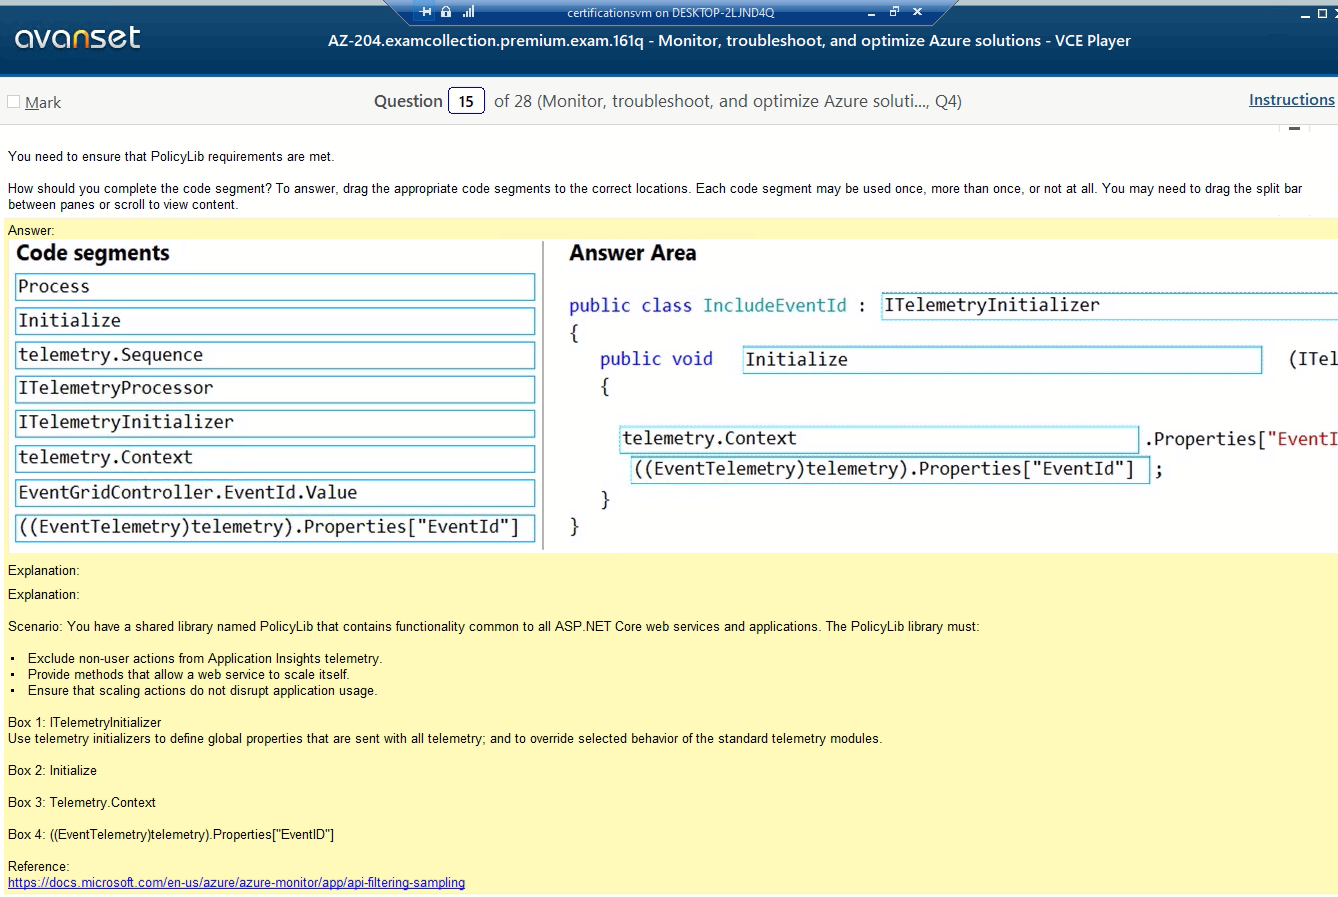 certificationsvm on DESKTOP-2LJND4Q
avanset
AZ-204.examcollection.premium.exam.161q - Monitor, troubleshoot, and optimize Azure solutions - VCE Player
Mark
Question 15 of 28 (Monitor, troubleshoot, and optimize Azure soluti..., Q4)
Instructions
You need to ensure that PolicyLib requirements are met.
How should you complete the code segment? To answer, drag the appropriate code segments to the correct locations. Each code segment may be used once, more than once, or not at all. You may need to drag the split bar
between panes or scroll to view content.
Answer:
Code segments
Process
Initialize
telemetry.Sequence
ITelemetryProcessor
ITelemetryInitializer
telemetry.Context
EventGridController.EventId.Value
((EventTelemetry)telemetry).Properties["EventId"]
Answer Area
public class IncludeEventId : ITelemetryInitializer
{
public void Initialize (ITel
{
telemetry.Context .Properties["EventI
((EventTelemetry)telemetry).Properties["EventId"] ;
}
}
Explanation:
Explanation:
Scenario: You have a shared library named PolicyLib that contains functionality common to all ASP.NET Core web services and applications. The PolicyLib library must:
• Exclude non-user actions from Application Insights telemetry.
• Provide methods that allow a web service to scale itself.
• Ensure that scaling actions do not disrupt application usage.
Box 1: ITelemetryInitializer
Use telemetry initializers to define global properties that are sent with all telemetry; and to override selected behavior of the standard telemetry modules.
Box 2: Initialize
Box 3: Telemetry.Context
Box 4: ((EventTelemetry)telemetry).Properties["EventID"]
Reference:
https://docs.microsoft.com/en-us/azure/azure-monitor/app/api-filtering-sampling